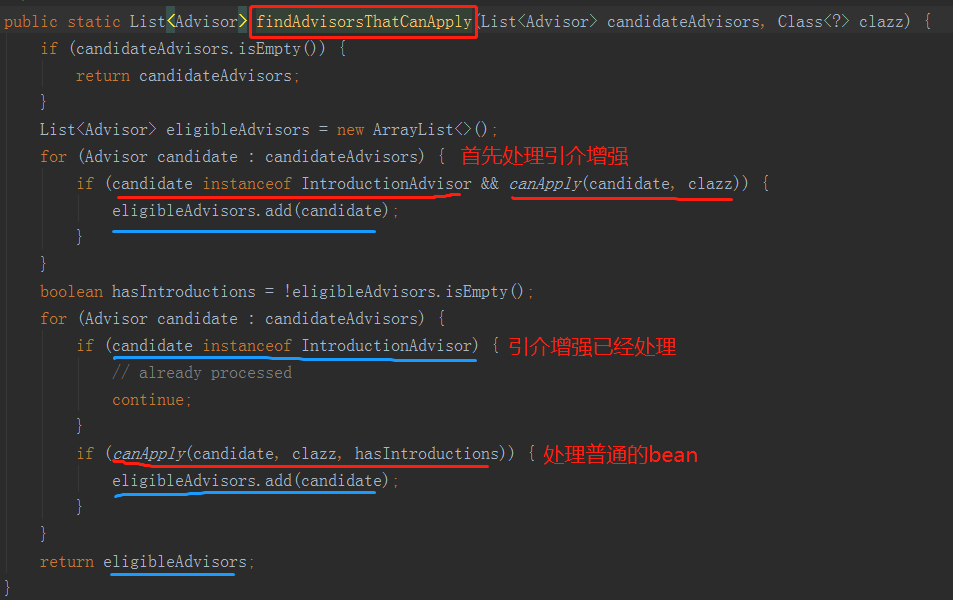 public static List<Advisor> findAdvisorsThatCanApply(List<Advisor> candidateAdvisors, Class<?> clazz) {
if (candidateAdvisors.isEmpty()) {
return candidateAdvisors;
}
List<Advisor> eligibleAdvisors = new ArrayList<>();
for (Advisor candidate : candidateAdvisors) { 首先处理引介增强
if (candidate instanceof IntroductionAdvisor && canApply(candidate, clazz)) {
eligibleAdvisors.add(candidate);
}
}
boolean hasIntroductions = !eligibleAdvisors.isEmpty();
for (Advisor candidate : candidateAdvisors) {
if (candidate instanceof IntroductionAdvisor) { 引介增强已经处理
// already processed
continue;
}
if (canApply(candidate, clazz, hasIntroductions)) { 处理普通的bean
eligibleAdvisors.add(candidate);
}
}
return eligibleAdvisors;
}